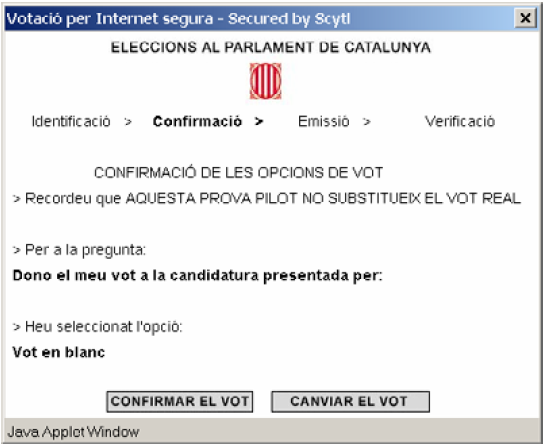 Votació per Internet segura - Secured by Scytl
ELECCIONS AL PARLAMENT DE CATALUNYA
Identificació > Confirmació > Emissió > Verificació
CONFIRMACIÓ DE LES OPCIONS DE VOT
> Recordeu que AQUESTA PROVA PILOT NO SUBSTITUEIX EL VOT REAL
> Per a la pregunta:
Dono el meu vot a la candidatura presentada per:
> Heu seleccionat l'opció:
Vot en blanc
CONFIRMAR EL VOT CANVIAR EL VOT
Java Applet Window